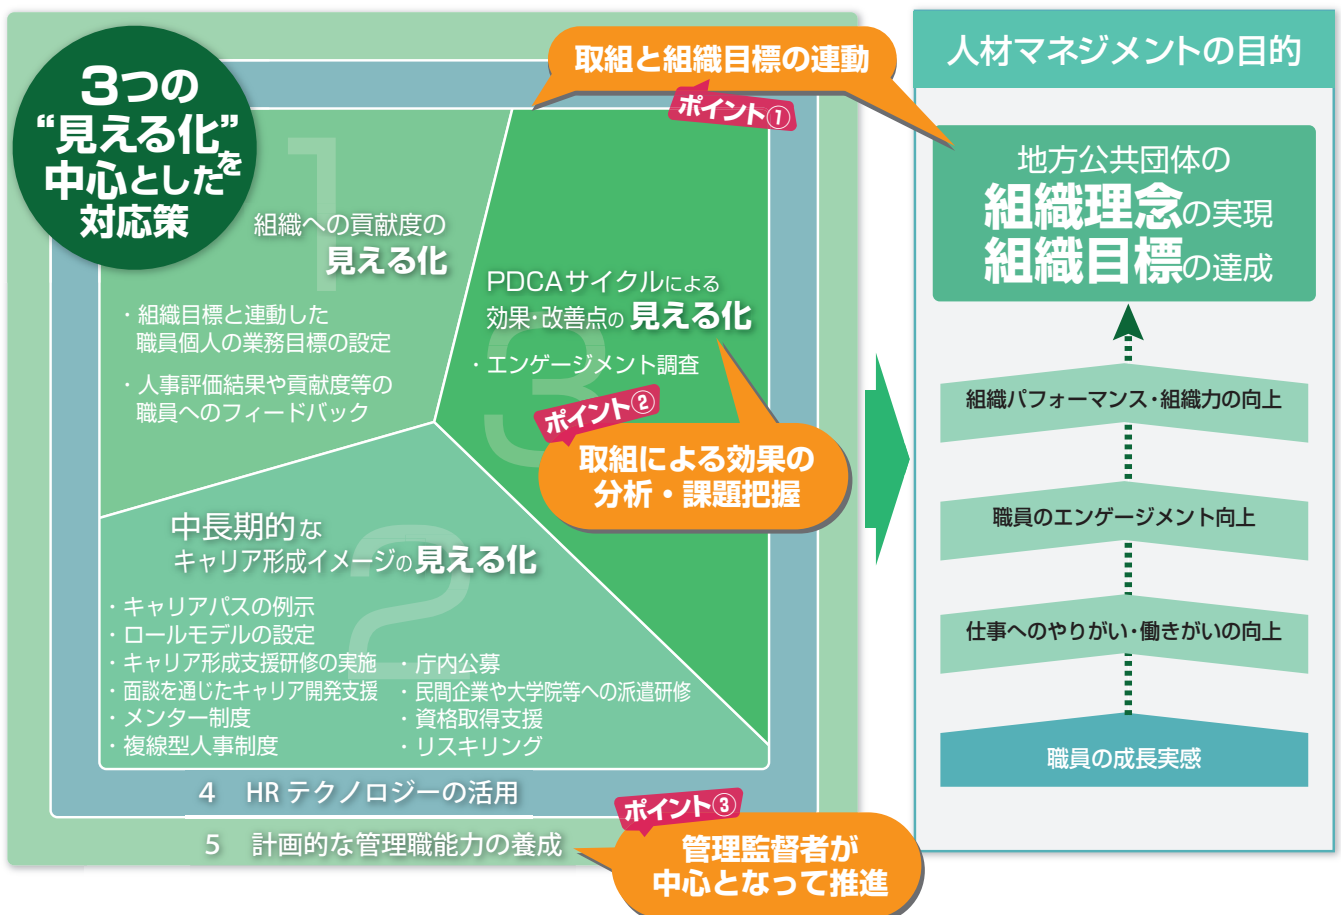 3つの
“見える化”を
中心とした
対応策
取組と組織目標の連動
ポイント①
1
組織への貢献度の
見える化
・組織目標と連動した
職員個人の業務目標の設定
・人事評価結果や貢献度等の
職員へのフィードバック
3
PDCAサイクルによる
効果・改善点の見える化
・エンゲージメント調査
ポイント②
取組による効果の
分析・課題把握
2
中長期的な
キャリア形成イメージの見える化
・キャリアパスの例示
・ロールモデルの設定
・キャリア形成支援研修の実施
・面談を通じたキャリア開発支援
・メンター制度
・複線型人事制度
・庁内公募
・民間企業や大学院等への派遣研修
・資格取得支援
・リスキリング
4 HRテクノロジーの活用
5 計画的な管理職能力の養成
ポイント③
管理監督者が
中心となって推進
人材マネジメントの目的
地方公共団体の
組織理念の実現
組織目標の達成
組織パフォーマンス・組織力の向上
職員のエンゲージメント向上
仕事へのやりがい・働きがいの向上
職員の成長実感